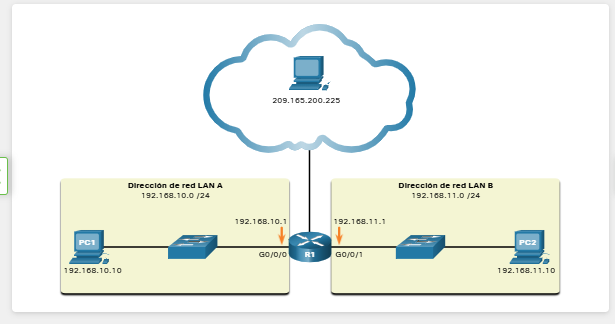 209.165.200.225
Dirección de red LAN A
192.168.10.0 /24
Dirección de red LAN B
192.168.11.0 /24
192.168.10.1
192.168.11.1
PC1
R1
PC2
G0/0/0
G0/0/1
192.168.10.10
192.168.11.10